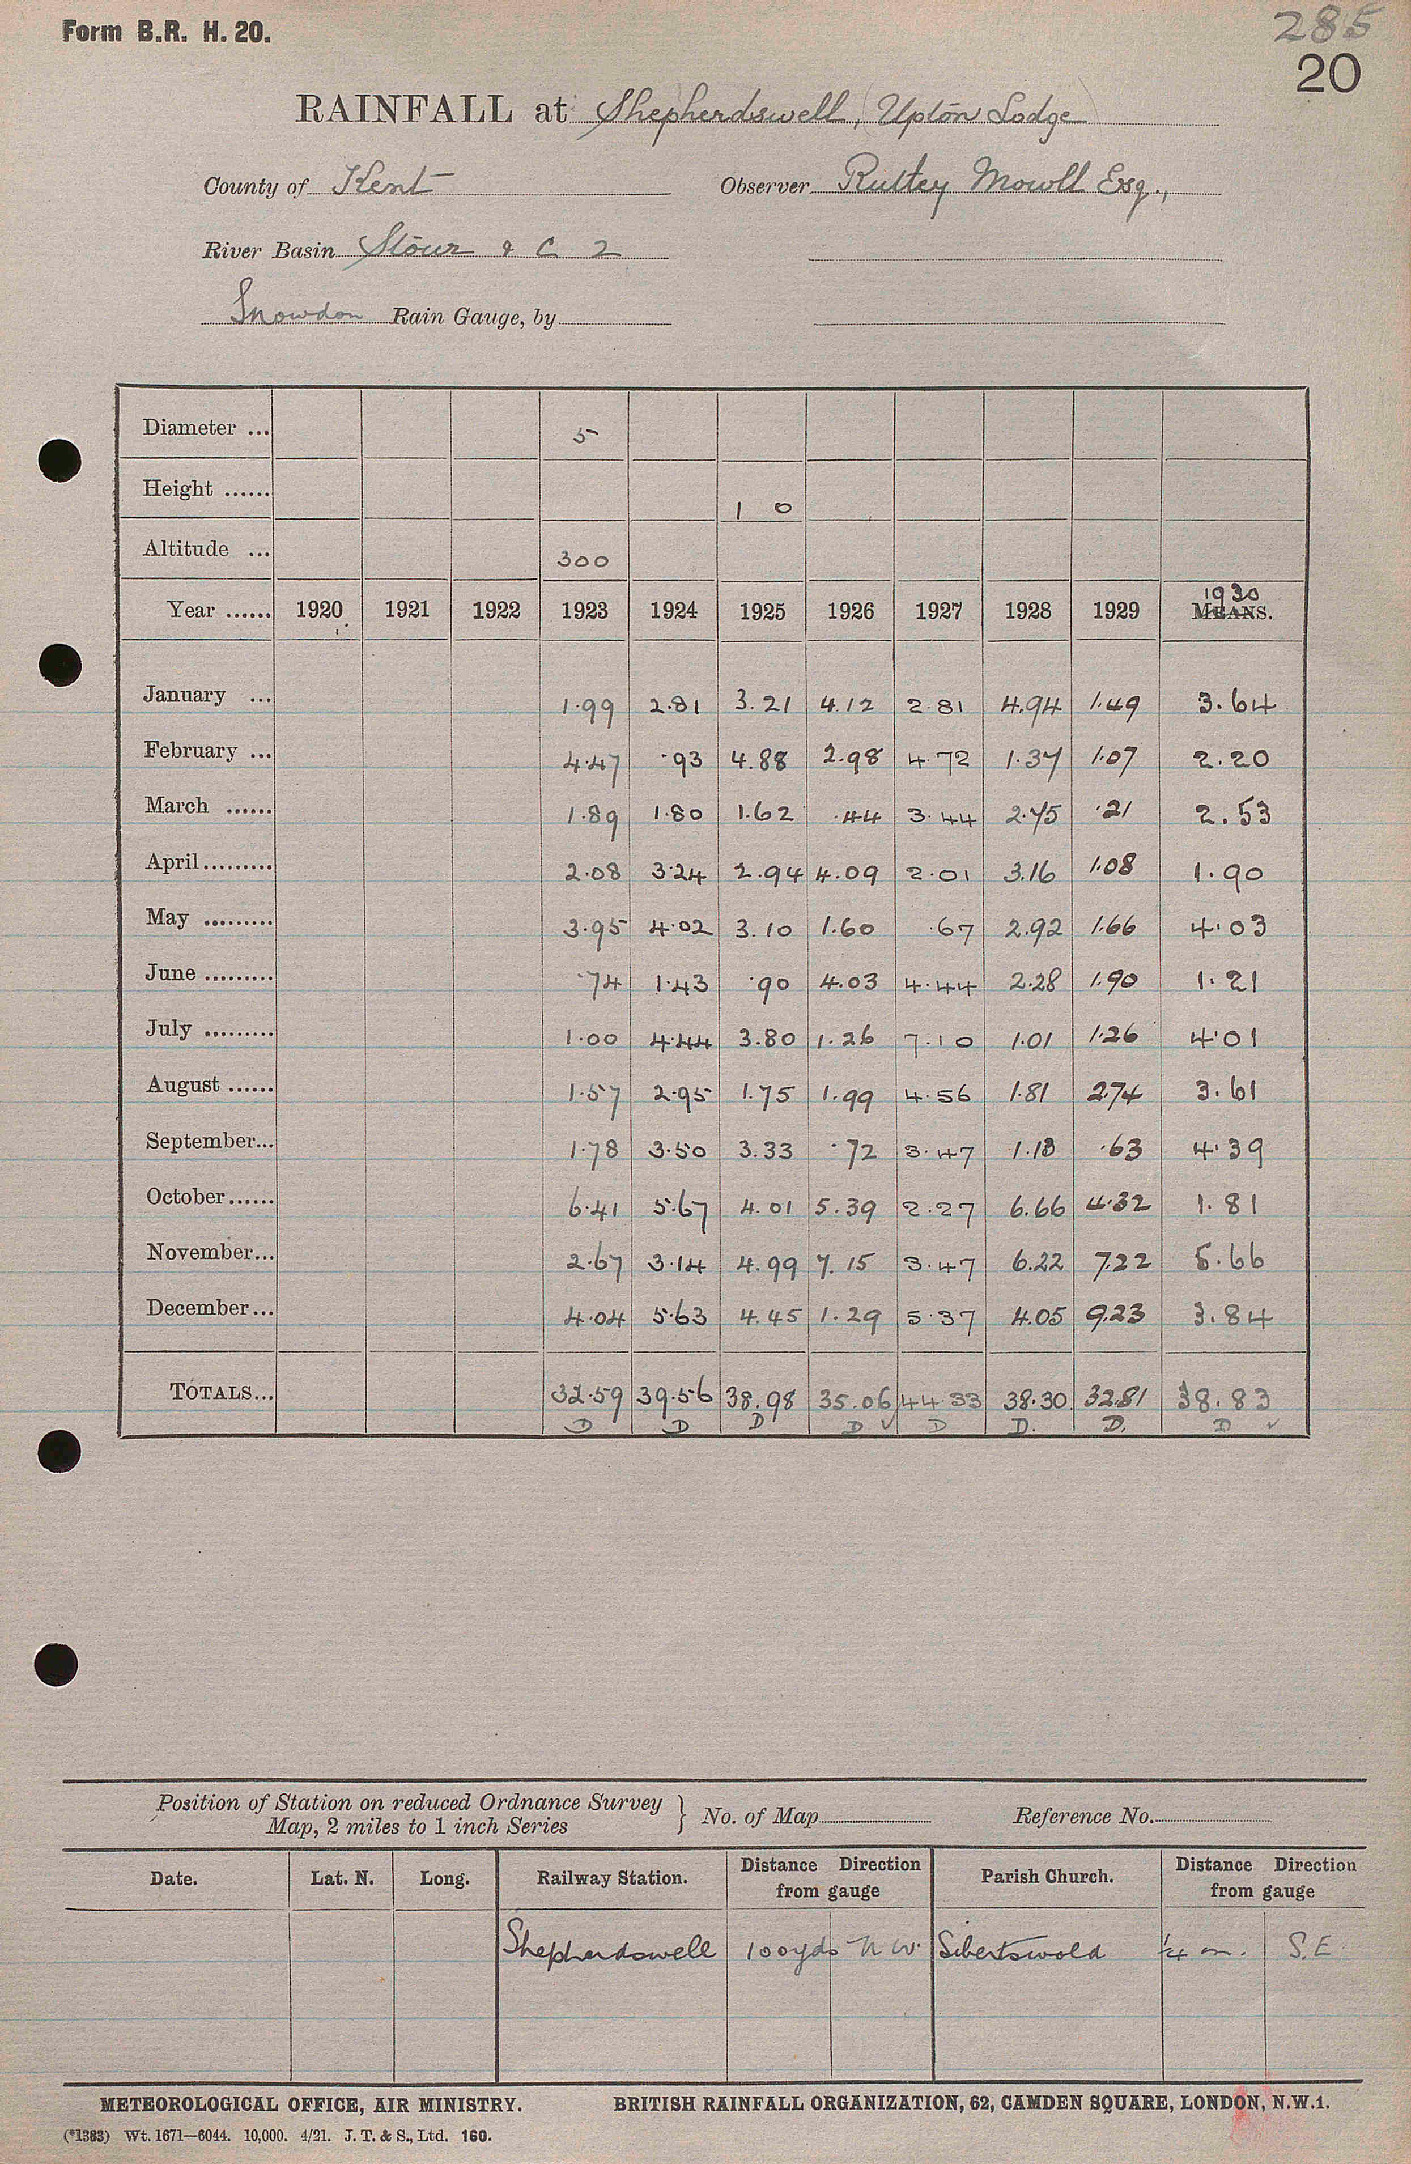 Form B.R. H. 20.
285
20
RAINFALL at Shepherdswell, (Upton Lodge)
County of Kent Observer Rutley Mowll Esq.,
River Basin Stour & C 2
Snowdon Rain Gauge, by
Diameter ... 5
Height ...... 1 0
Altitude ... 300
Year ...... 1920 1921 1922 1923 1924 1925 1926 1927 1928 1929 1930 MEANS.
January ... 1.99 2.81 3.21 4.12 2.81 4.94 1.49 3.64
February ... 4.47 .93 4.88 2.98 4.72 1.37 1.07 2.20
March ...... 1.89 1.80 1.62 .44 3.44 2.75 .21 2.53
April ......... 2.08 3.24 2.94 4.09 2.01 3.16 1.08 1.90
May ......... 3.95 4.02 3.10 1.60 .67 2.92 1.66 4.03
June ......... .74 1.43 .90 4.03 4.44 2.28 1.90 1.21
July ......... 1.00 4.44 3.80 1.26 7.10 1.01 1.26 4.01
August ...... 1.57 2.95 1.75 1.99 4.56 1.81 2.74 3.61
September... 1.78 3.50 3.33 .72 3.47 1.13 .63 4.39
October...... 6.41 5.67 4.01 5.39 2.27 6.66 4.32 1.81
November... 2.67 3.14 4.99 7.15 3.47 6.22 7.22 5.66
December... 4.04 5.63 4.45 1.29 5.37 4.05 9.23 3.84
TOTALS... 32.59 39.56 38.98 35.06 44.33 38.30 32.81 38.83
D D D D ✓ D D. D. D ✓
Position of Station on reduced Ordnance Survey
Map, 2 miles to 1 inch Series } No. of Map Reference No.
Date. Lat. N. Long. Railway Station. Distance Direction from gauge Parish Church. Distance Direction from gauge
Shepherdswell 100 yds N W. Sibertswold 1/4 m. S.E.
METEOROLOGICAL OFFICE, AIR MINISTRY. BRITISH RAINFALL ORGANIZATION, 62, CAMDEN SQUARE, LONDON, N.W.1.
(*1383) Wt. 1671—6044. 10,000. 4/21. J. T. & S., Ltd. 160.